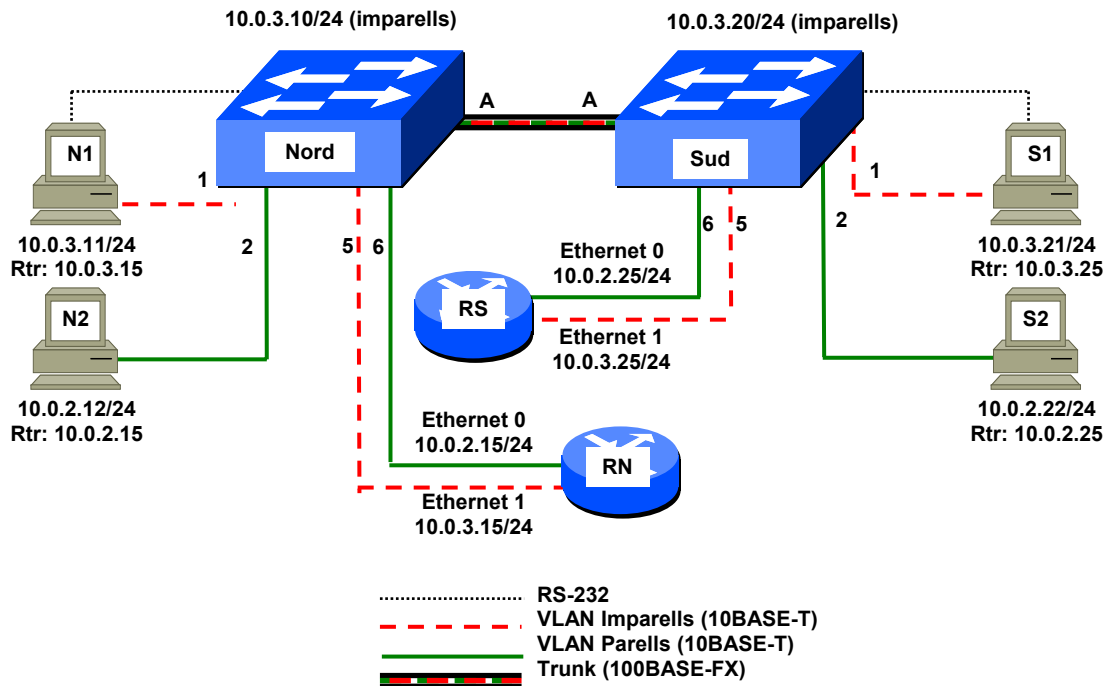 10.0.3.10/24 (imparells)
10.0.3.20/24 (imparells)
A
A
N1
Nord
Sud
S1
1
1
10.0.3.11/24
Rtr: 10.0.3.15
2
5
6
6
5
2
10.0.3.21/24
Rtr: 10.0.3.25
Ethernet 0
10.0.2.25/24
N2
RS
S2
Ethernet 1
10.0.3.25/24
10.0.2.12/24
Rtr: 10.0.2.15
10.0.2.22/24
Rtr: 10.0.2.25
Ethernet 0
10.0.2.15/24
RN
Ethernet 1
10.0.3.15/24
RS-232
VLAN Imparells (10BASE-T)
VLAN Parells (10BASE-T)
Trunk (100BASE-FX)